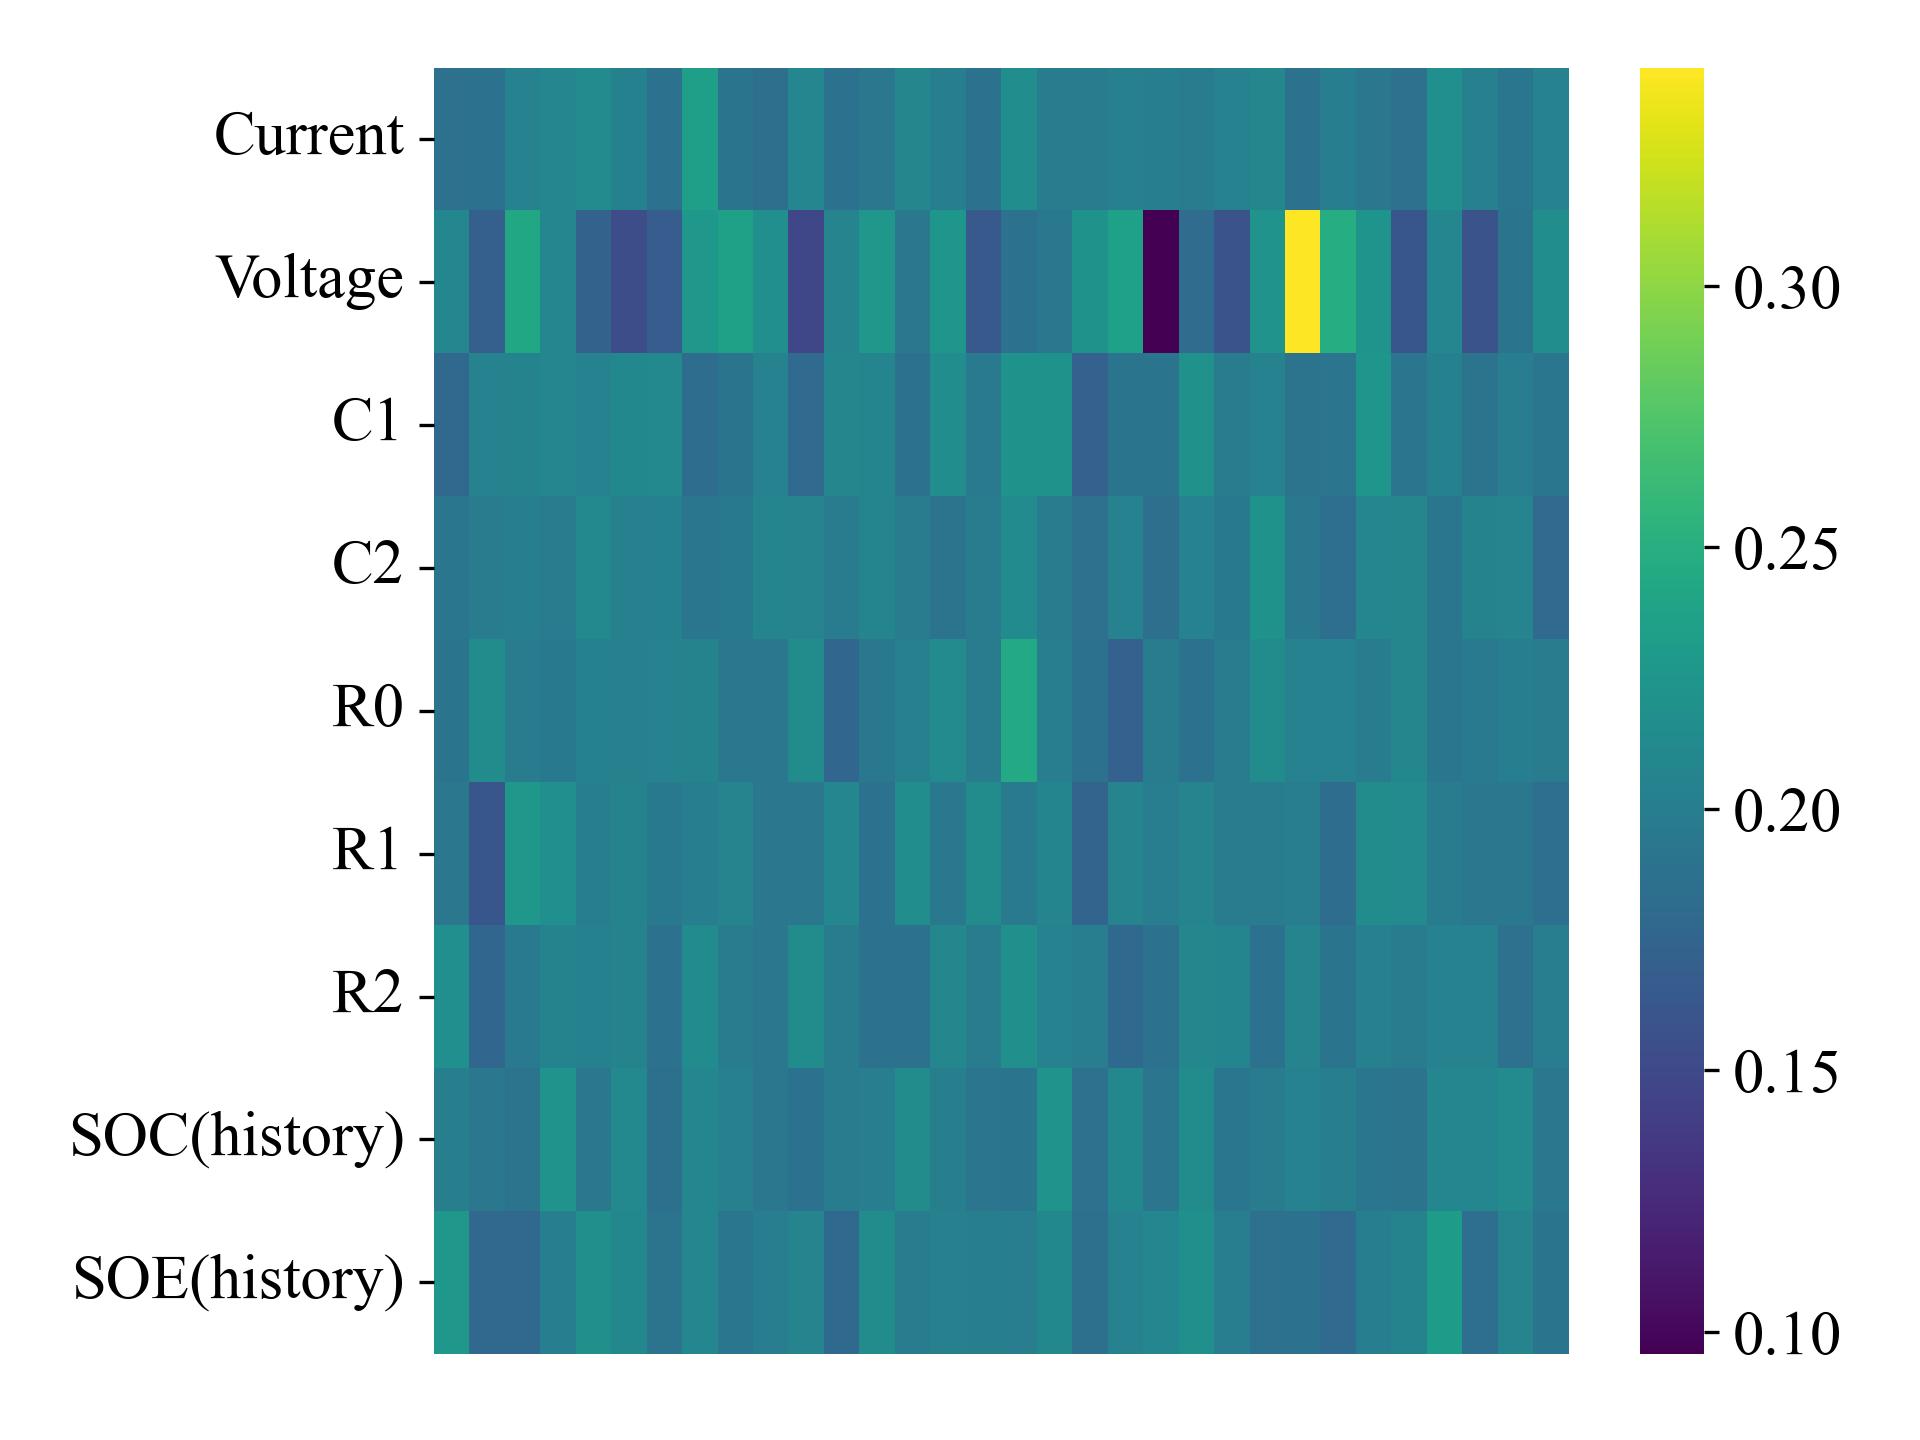 Current
Voltage
C1
C2
R0
R1
R2
SOC(history)
SOE(history)
0.30
0.25
0.20
0.15
0.10